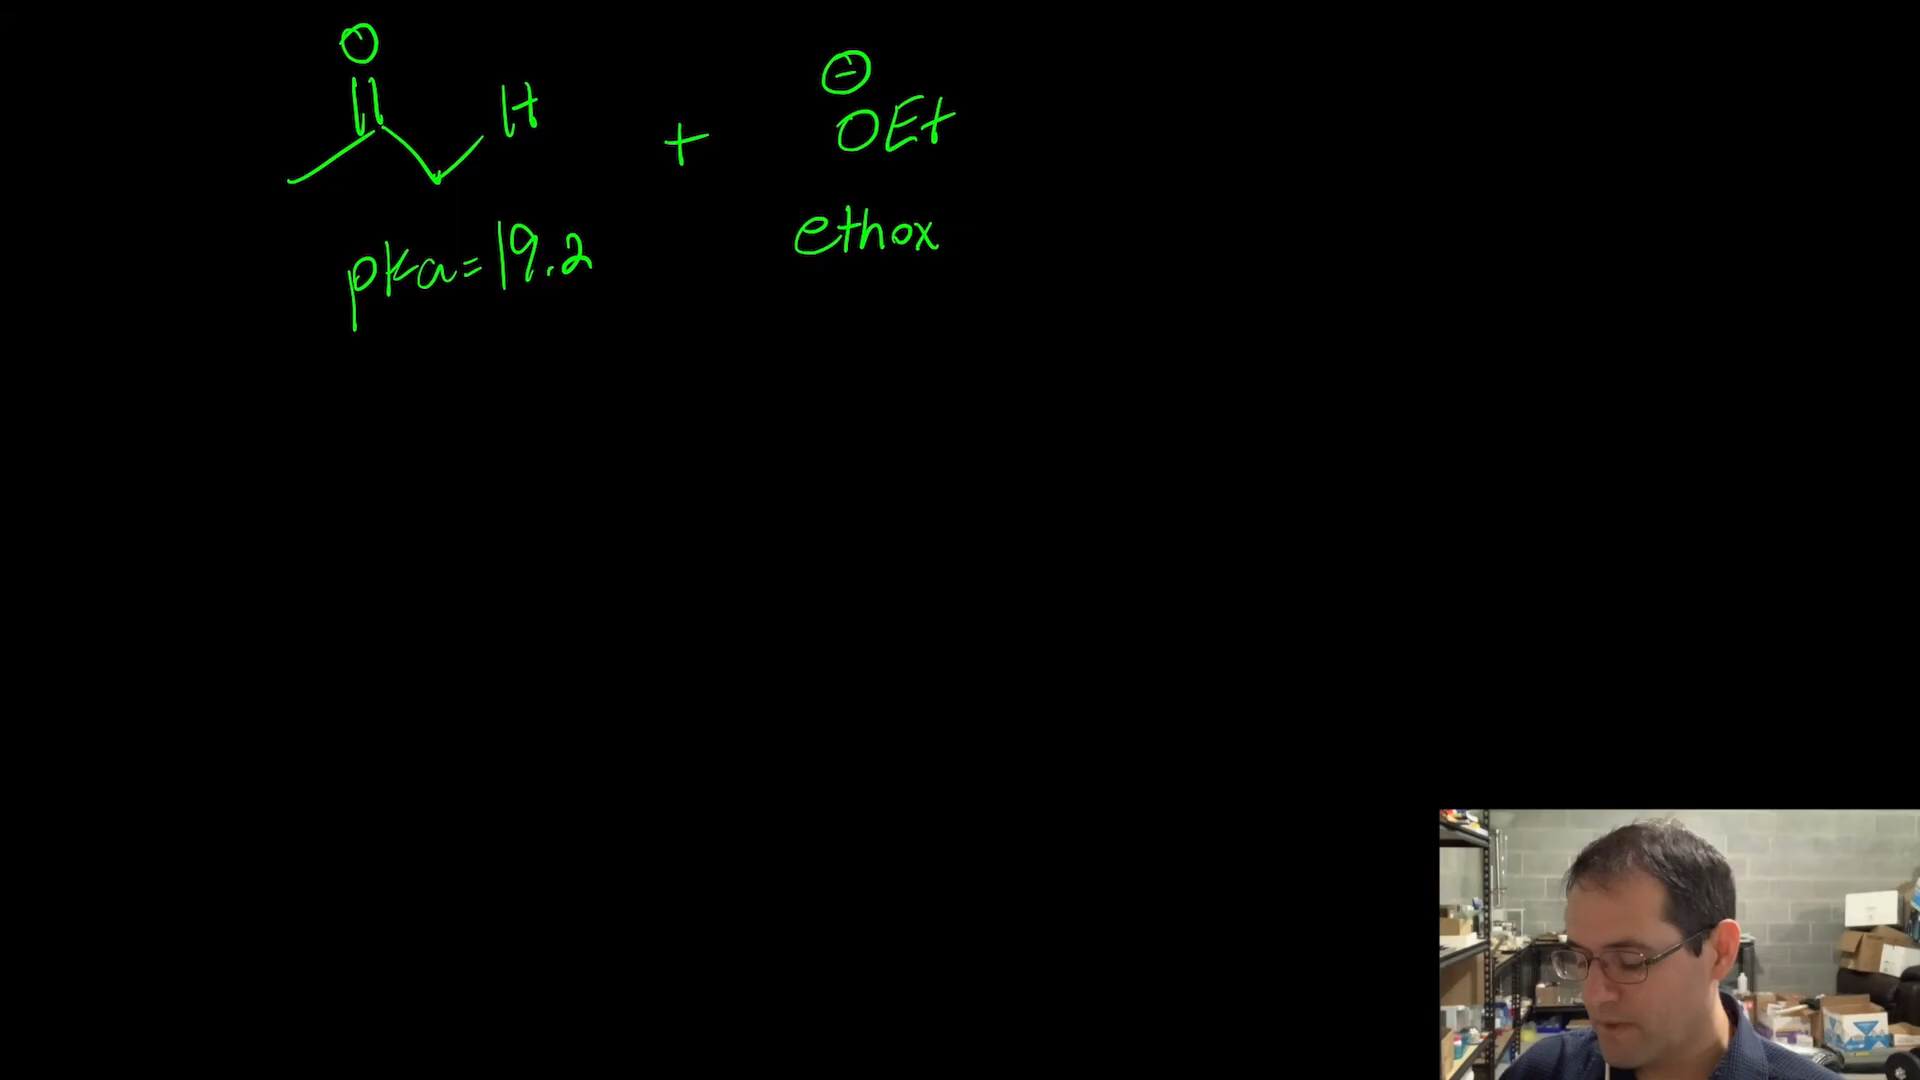 O
H
⊖
+ OEt
pKa=19.2
ethox